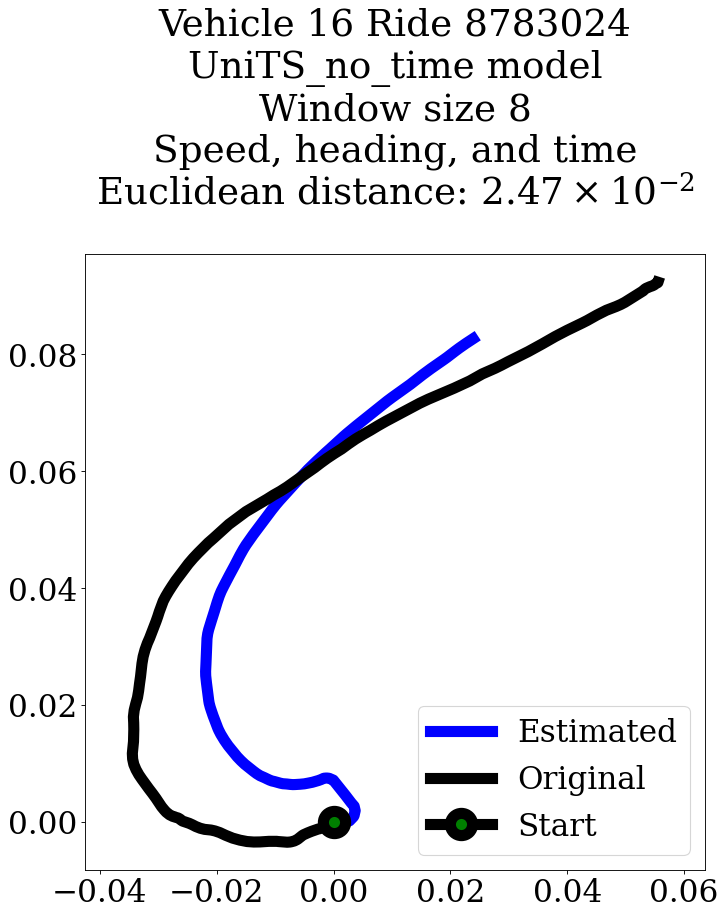 Vehicle 16 Ride 8783024
UniTS_no_time model
Window size 8
Speed, heading, and time
Euclidean distance: 2.47 × 10⁻²
0.08
0.06
0.04
0.02
0.00
Estimated
Original
Start
−0.04 −0.02 0.00 0.02 0.04 0.06